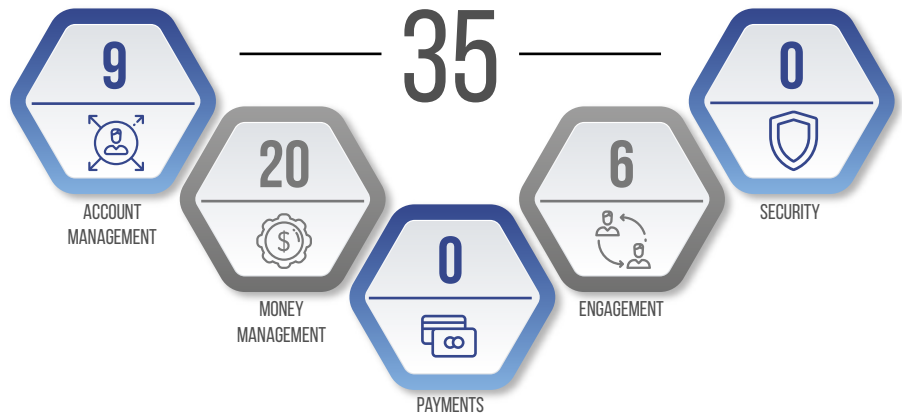 35
9
ACCOUNT
MANAGEMENT
20
$
MONEY
MANAGEMENT
0
PAYMENTS
6
ENGAGEMENT
0
SECURITY